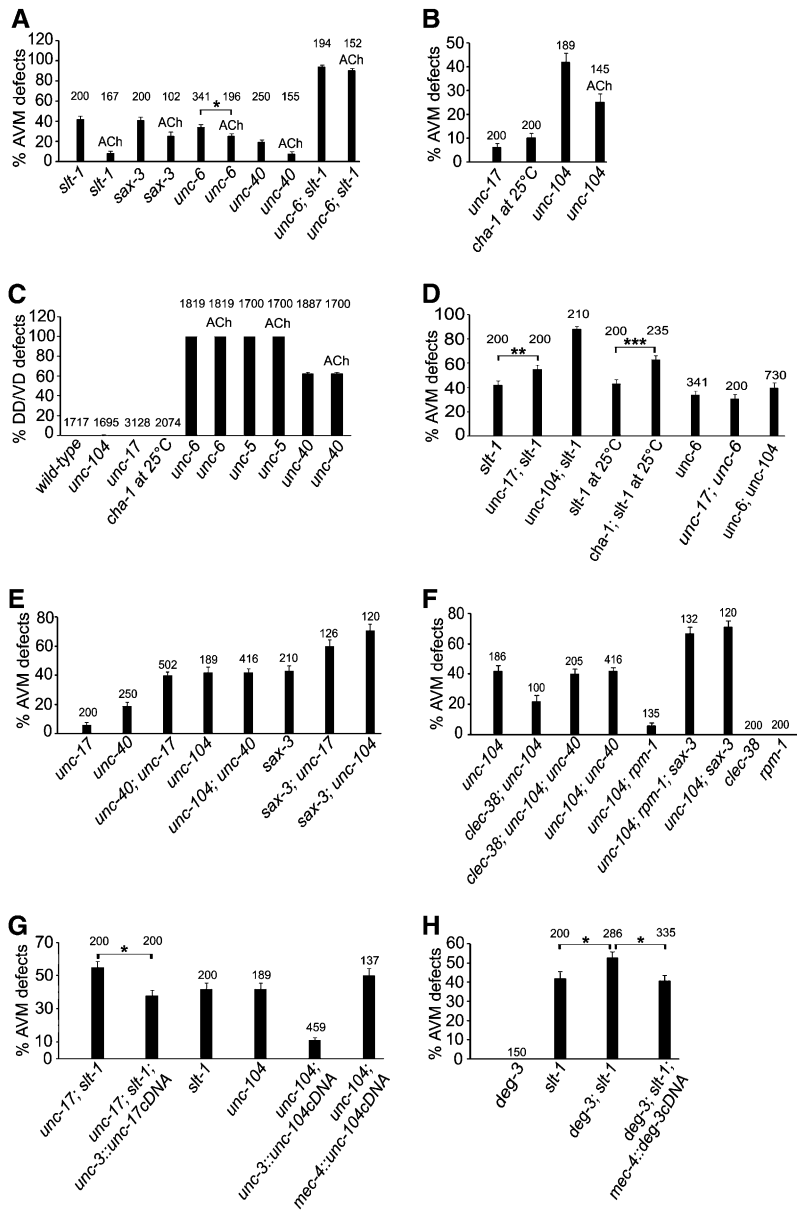 A
% AVM defects
120
100
80
60
40
20
0
200 167 200 102 341 196 250 155 194 152
ACh ACh * ACh ACh ACh
slt-1 slt-1 sax-3 sax-3 unc-6 unc-6 unc-40 unc-40 unc-6; slt-1 unc-6; slt-1
B
% AVM defects
50
40
30
20
10
0
200 200 189 145
ACh
unc-17 cha-1 at 25°C unc-104 unc-104
C
% DD/VD defects
120
100
80
60
40
20
0
1717 1695 3128 2074 1819 1819 1700 1700 1887 1700
ACh ACh ACh
wild-type unc-104 unc-17 cha-1 at 25°C unc-6 unc-6 unc-5 unc-5 unc-40 unc-40
D
% AVM defects
100
80
60
40
20
0
200 200 210 200 235 341 200 730
** ***
slt-1 unc-17; slt-1 unc-104; slt-1 slt-1 at 25°C cha-1; slt-1 at 25°C unc-6 unc-17; unc-6 unc-6; unc-104
E
% AVM defects
80
60
40
20
0
200 250 502 189 416 210 126 120
unc-17 unc-40 unc-40; unc-17 unc-104 unc-104; unc-40 sax-3 sax-3; unc-17 sax-3; unc-104
F
% AVM defects
80
60
40
20
0
186 100 205 416 135 132 120 200 200
unc-104 clec-38; unc-104 clec-38; unc-104; unc-40 unc-104; unc-40 unc-104; rpm-1 unc-104; rpm-1; sax-3 unc-104; sax-3 clec-38 rpm-1
G
% AVM defects
70
50
30
10
0
200 * 200 200 189 459 137
unc-17; slt-1 unc-17; slt-1; unc-3::unc-17cDNA slt-1 unc-104 unc-104; unc-3::unc-104cDNA unc-104; mec-4::unc-104cDNA
H
% AVM defects
60
50
40
30
20
10
0
150 200 * 286 * 335
deg-3 slt-1 deg-3; slt-1 deg-3; slt-1; mec-4::deg-3cDNA